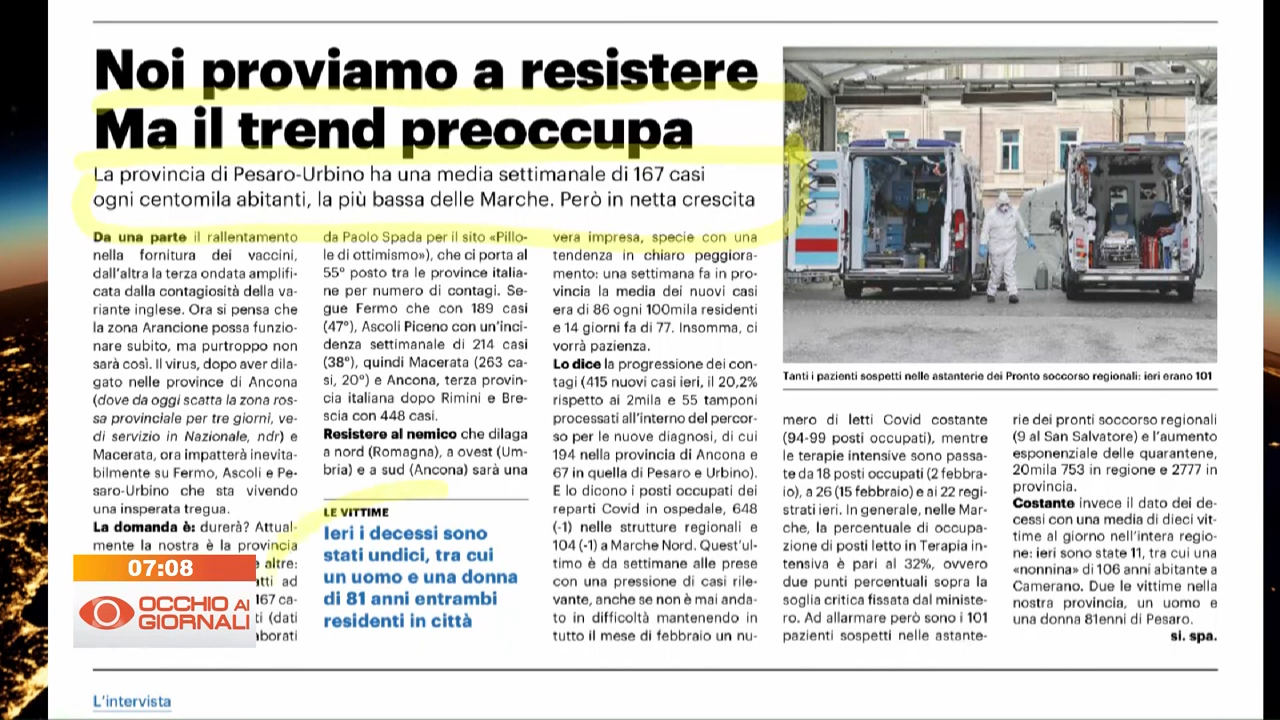 Noi proviamo a resistere
Ma il trend preoccupa
La provincia di Pesaro-Urbino ha una media settimanale di 167 casi
ogni centomila abitanti, la più bassa delle Marche. Però in netta crescita
Da una parte il rallentamento
nella fornitura dei vaccini,
dall'altra la terza ondata amplifi-
cata dalla contagiosità della va-
riante inglese. Ora si pensa che
la zona Arancione possa funzio-
nare subito, ma purtroppo non
sarà così. Il virus, dopo aver dila-
gato nelle province di Ancona
(dove da oggi scatta la zona ros-
sa provinciale per tre giorni, ve-
di servizio in Nazionale, ndr) e
Macerata, ora impatterà inevita-
bilmente su Fermo, Ascoli e Pe-
saro-Urbino che sta vivendo
una insperata tregua.
La domanda è: durerà? Attual-
mente la nostra è la provincia
altre:
ad
167 ca-
(dati
da Paolo Spada per il sito «Pillo-
le di ottimismo»), che ci porta al
55° posto tra le province italia-
ne per numero di contagi. Se-
gue Fermo che con 189 casi
(47°), Ascoli Piceno con un'inci-
denza settimanale di 214 casi
(38°), quindi Macerata (263 ca-
si, 20°) e Ancona, terza provin-
cia italiana dopo Rimini e Bre-
scia con 448 casi.
Resistere al nemico che dilaga
a nord (Romagna), a ovest (Um-
bria) e a sud (Ancona) sarà una
LE VITTIME
Ieri i decessi sono
stati undici, tra cui
un uomo e una donna
di 81 anni entrambi
residenti in città
vera impresa, specie con una
tendenza in chiaro peggiora-
mento: una settimana fa in pro-
vincia la media dei nuovi casi
era di 86 ogni 100mila residenti
e 14 giorni fa di 77. Insomma, ci
vorrà pazienza.
Lo dice la progressione dei con-
tagi (415 nuovi casi ieri, il 20,2%
rispetto ai 2mila e 55 tamponi
processati all'interno del percor-
so per le nuove diagnosi, di cui
194 nella provincia di Ancona e
67 in quella di Pesaro e Urbino).
E lo dicono i posti occupati dei
reparti Covid in ospedale, 648
(-1) nelle strutture regionali e
104 (-1) a Marche Nord. Quest'ul-
timo è da settimane alle prese
con una pressione di casi rile-
vante, anche se non è mai anda-
to in difficoltà mantenendo in
tutto il mese di febbraio un nu-
Tanti i pazienti sospetti nelle astanterie dei Pronto soccorso regionali: ieri erano 101
mero di letti Covid costante
(94-99 posti occupati), mentre
le terapie intensive sono passa-
te da 18 posti occupati (2 febbra-
io), a 26 (15 febbraio) e ai 22 regi-
strati ieri. In generale, nelle Mar-
che, la percentuale di occupa-
zione di posti letto in Terapia in-
tensiva è pari al 32%, ovvero
due punti percentuali sopra la
soglia critica fissata dal ministe-
ro. Ad allarmare però sono i 101
pazienti sospetti nelle astante-
rie dei pronti soccorso regionali
(9 al San Salvatore) e l'aumento
esponenziale delle quarantene,
20mila 753 in regione e 2777 in
provincia.
Costante invece il dato dei de-
cessi con una media di dieci vit-
time al giorno nell'intera regio-
ne: ieri sono state 11, tra cui una
«nonnina» di 106 anni abitante a
Camerano. Due le vittime nella
nostra provincia, un uomo e
una donna 81enni di Pesaro.
si. spa.
07:08
OCCHIO AI
GIORNALI
L'intervista